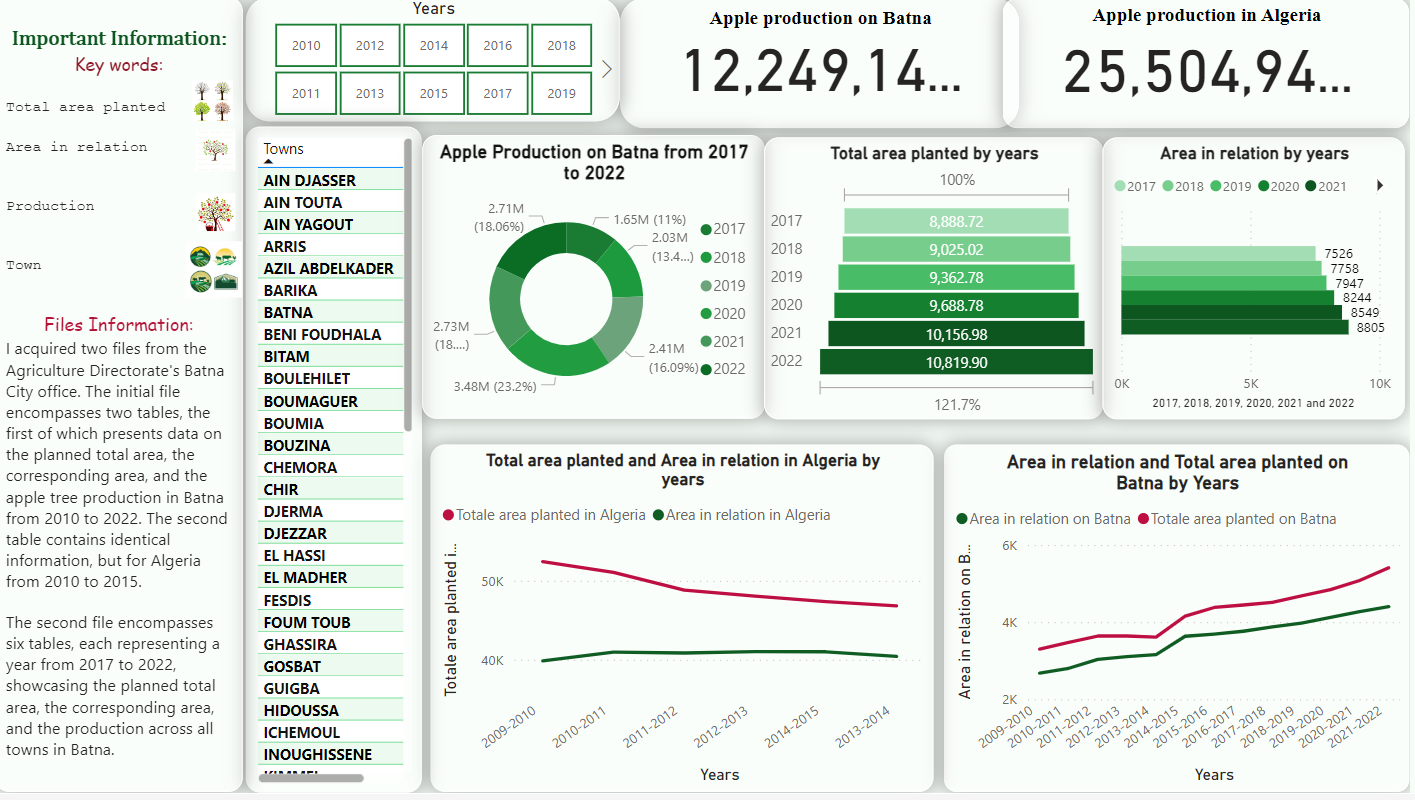 Important Information:
Key words:
Total area planted
Area in relation
Production
Town
Files Information:
I acquired two files from the
Agriculture Directorate's Batna
City office. The initial file
encompasses two tables, the
first of which presents data on
the planned total area, the
corresponding area, and the
apple tree production in Batna
from 2010 to 2022. The second
table contains identical
information, but for Algeria
from 2010 to 2015.
The second file encompasses
six tables, each representing a
year from 2017 to 2022,
showcasing the planned total
area, the corresponding area,
and the production across all
towns in Batna.
Years
2010 2012 2014 2016 2018
2011 2013 2015 2017 2019
Apple production on Batna
12,249,14...
Apple production in Algeria
25,504,94...
Towns
AIN DJASSER
AIN TOUTA
AIN YAGOUT
ARRIS
AZIL ABDELKADER
BARIKA
BATNA
BENI FOUDHALA
BITAM
BOULEHILET
BOUMAGUER
BOUMIA
BOUZINA
CHEMORA
CHIR
DJERMA
DJEZZAR
EL HASSI
EL MADHER
FESDIS
FOUM TOUB
GHASSIRA
GOSBAT
GUIGBA
HIDOUSSA
ICHEMOUL
INOUGHISSENE
Apple Production on Batna from 2017
to 2022
2.71M
(18.06%)
1.65M (11%)
2.03M
(13.4...)
2.73M
(18....)
2.41M
(16.09%)
3.48M (23.2%)
2017
2018
2019
2020
2021
2022
Total area planted by years
100%
2017 8,888.72
2018 9,025.02
2019 9,362.78
2020 9,688.78
2021 10,156.98
2022 10,819.90
121.7%
Area in relation by years
2017 2018 2019 2020 2021
7526
7758
7947
8244
8549
8805
0K 5K 10K
2017, 2018, 2019, 2020, 2021 and 2022
Total area planted and Area in relation in Algeria by
years
Totale area planted in Algeria Area in relation in Algeria
Totale area planted i...
50K
40K
2009-2010 2010-2011 2011-2012 2012-2013 2014-2015 2013-2014
Years
Area in relation and Total area planted on
Batna by Years
Area in relation on Batna Totale area planted on Batna
Area in relation on B...
6K
4K
2K
2009-2010 2010-2011 2011-2012 2012-2013 2013-2014 2014-2015 2015-2016 2016-2017 2017-2018 2018-2019 2019-2020 2020-2021 2021-2022
Years